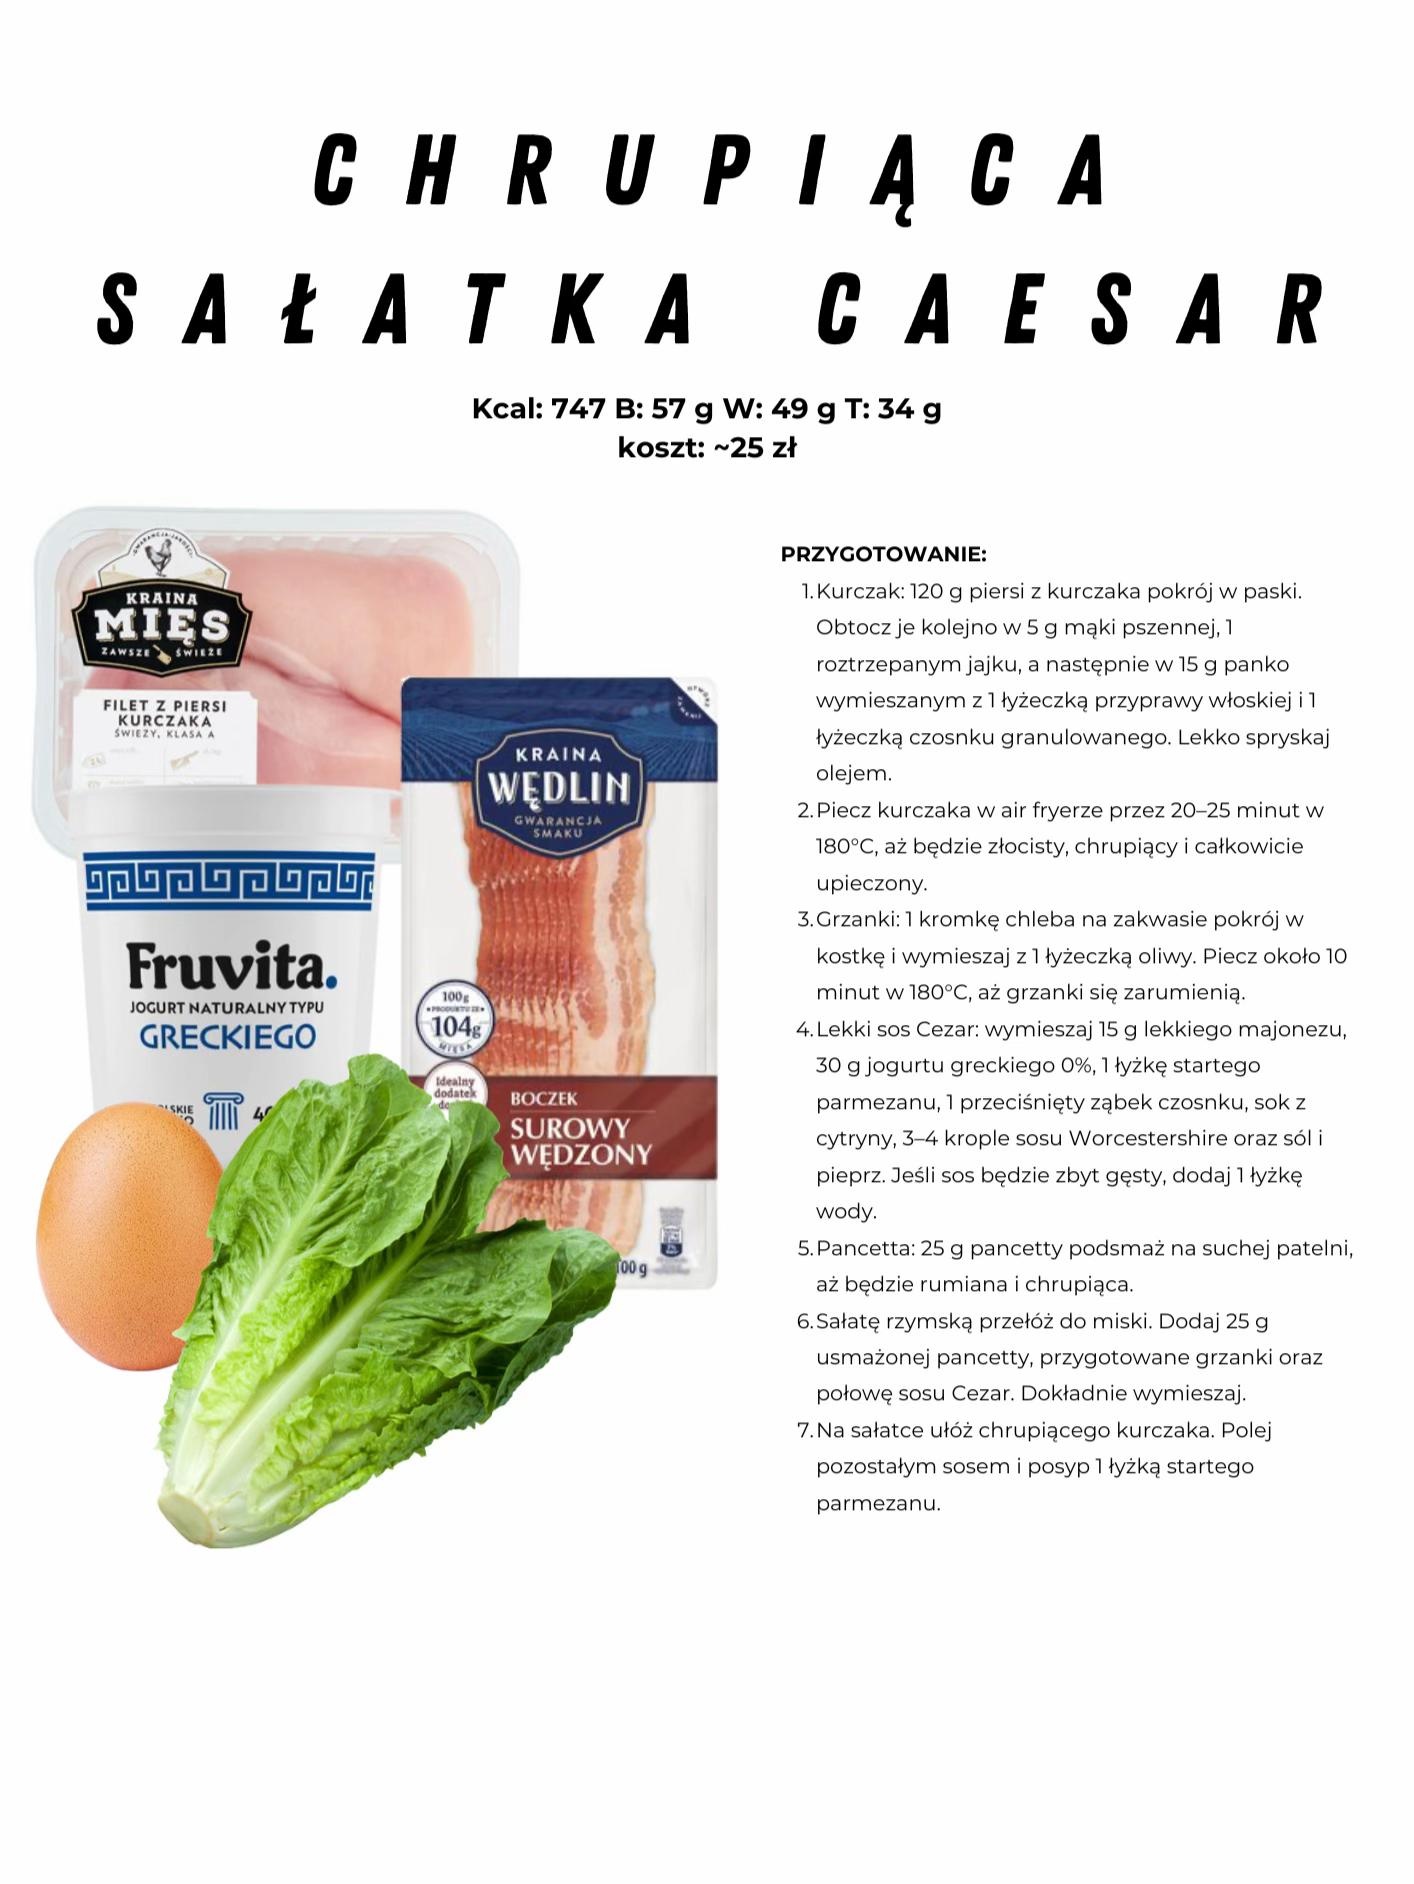 CHRUPIĄCA
SAŁATKA CAESAR
Kcal: 747 B: 57 g W: 49 g T: 34 g
koszt: ~25 zł
GWARANCJA JAKOŚCI
KRAINA
MIĘS
ZAWSZE ŚWIEŻE
FILET Z PIERSI
KURCZAKA
ŚWIEŻY, KLASA A
KRAINA
WĘDLIN
GWARANCJA
SMAKU
100g
PRODUKTU ZE
104g
MIĘSA
Idealny
dodatek
BOCZEK
SUROWY
WĘDZONY
100 g
Fruvita.
JOGURT NATURALNY TYPU
GRECKIEGO
PRZYGOTOWANIE:
1. Kurczak: 120 g piersi z kurczaka pokrój w paski.
Obtocz je kolejno w 5 g mąki pszennej, 1
roztrzepanym jajku, a następnie w 15 g panko
wymieszanym z 1 łyżeczką przyprawy włoskiej i 1
łyżeczką czosnku granulowanego. Lekko spryskaj
olejem.
2. Piecz kurczaka w air fryerze przez 20–25 minut w
180°C, aż będzie złocisty, chrupiący i całkowicie
upieczony.
3. Grzanki: 1 kromkę chleba na zakwasie pokrój w
kostkę i wymieszaj z 1 łyżeczką oliwy. Piecz około 10
minut w 180°C, aż grzanki się zarumienią.
4. Lekki sos Cezar: wymieszaj 15 g lekkiego majonezu,
30 g jogurtu greckiego 0%, 1 łyżkę startego
parmezanu, 1 przeciśnięty ząbek czosnku, sok z
cytryny, 3–4 krople sosu Worcestershire oraz sól i
pieprz. Jeśli sos będzie zbyt gęsty, dodaj 1 łyżkę
wody.
5. Pancetta: 25 g pancetty podsmaż na suchej patelni,
aż będzie rumiana i chrupiąca.
6. Sałatę rzymską przełóż do miski. Dodaj 25 g
usmażonej pancetty, przygotowane grzanki oraz
połowę sosu Cezar. Dokładnie wymieszaj.
7. Na sałatce ułóż chrupiącego kurczaka. Polej
pozostałym sosem i posyp 1 łyżką startego
parmezanu.